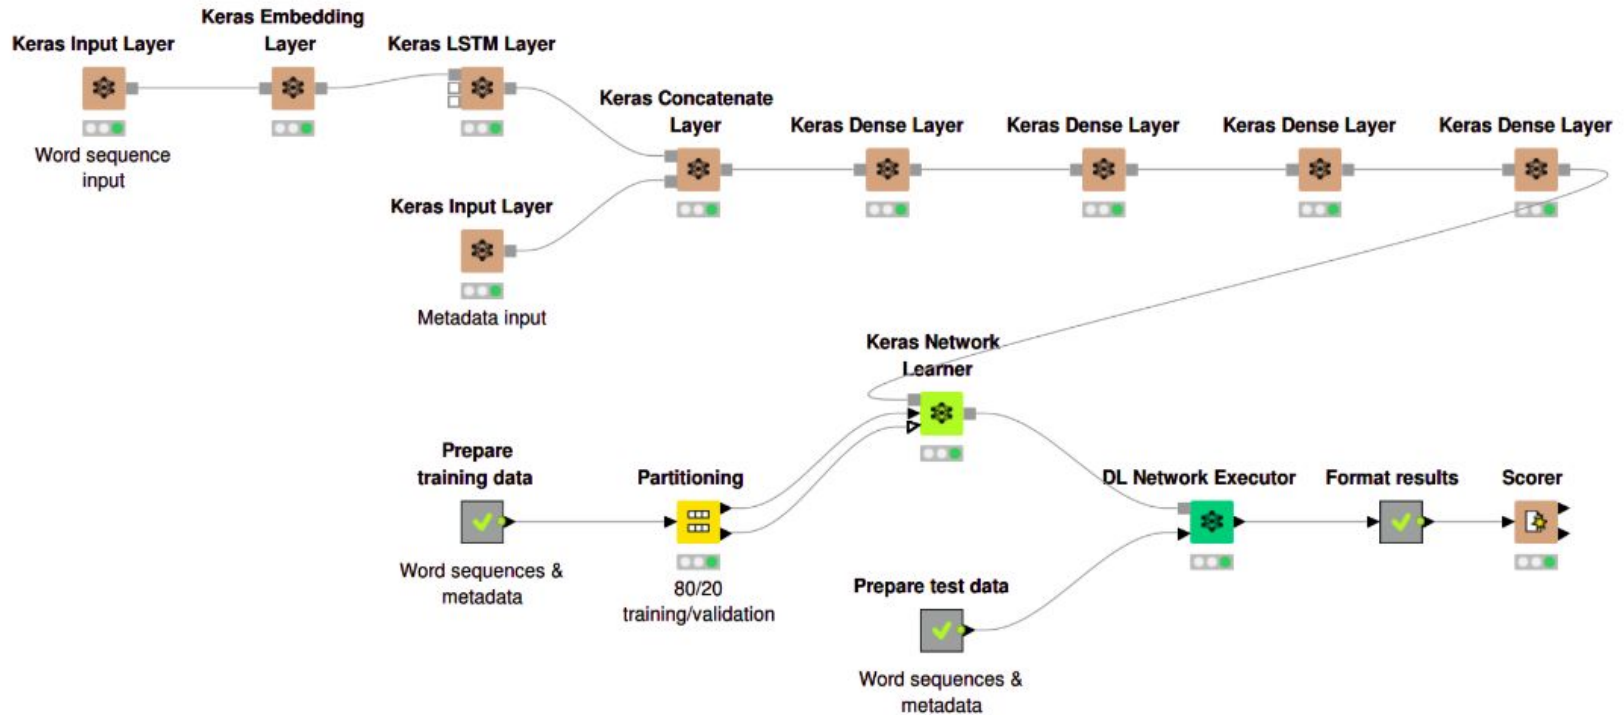 Keras Input Layer
Keras Embedding
Layer
Keras LSTM Layer
Word sequence
input
Keras Input Layer
Metadata input
Keras Concatenate
Layer
Keras Dense Layer
Keras Dense Layer
Keras Dense Layer
Keras Dense Layer
Keras Network
Learner
Prepare
training data
Word sequences &
metadata
Partitioning
80/20
training/validation
Prepare test data
Word sequences &
metadata
DL Network Executor
Format results
Scorer